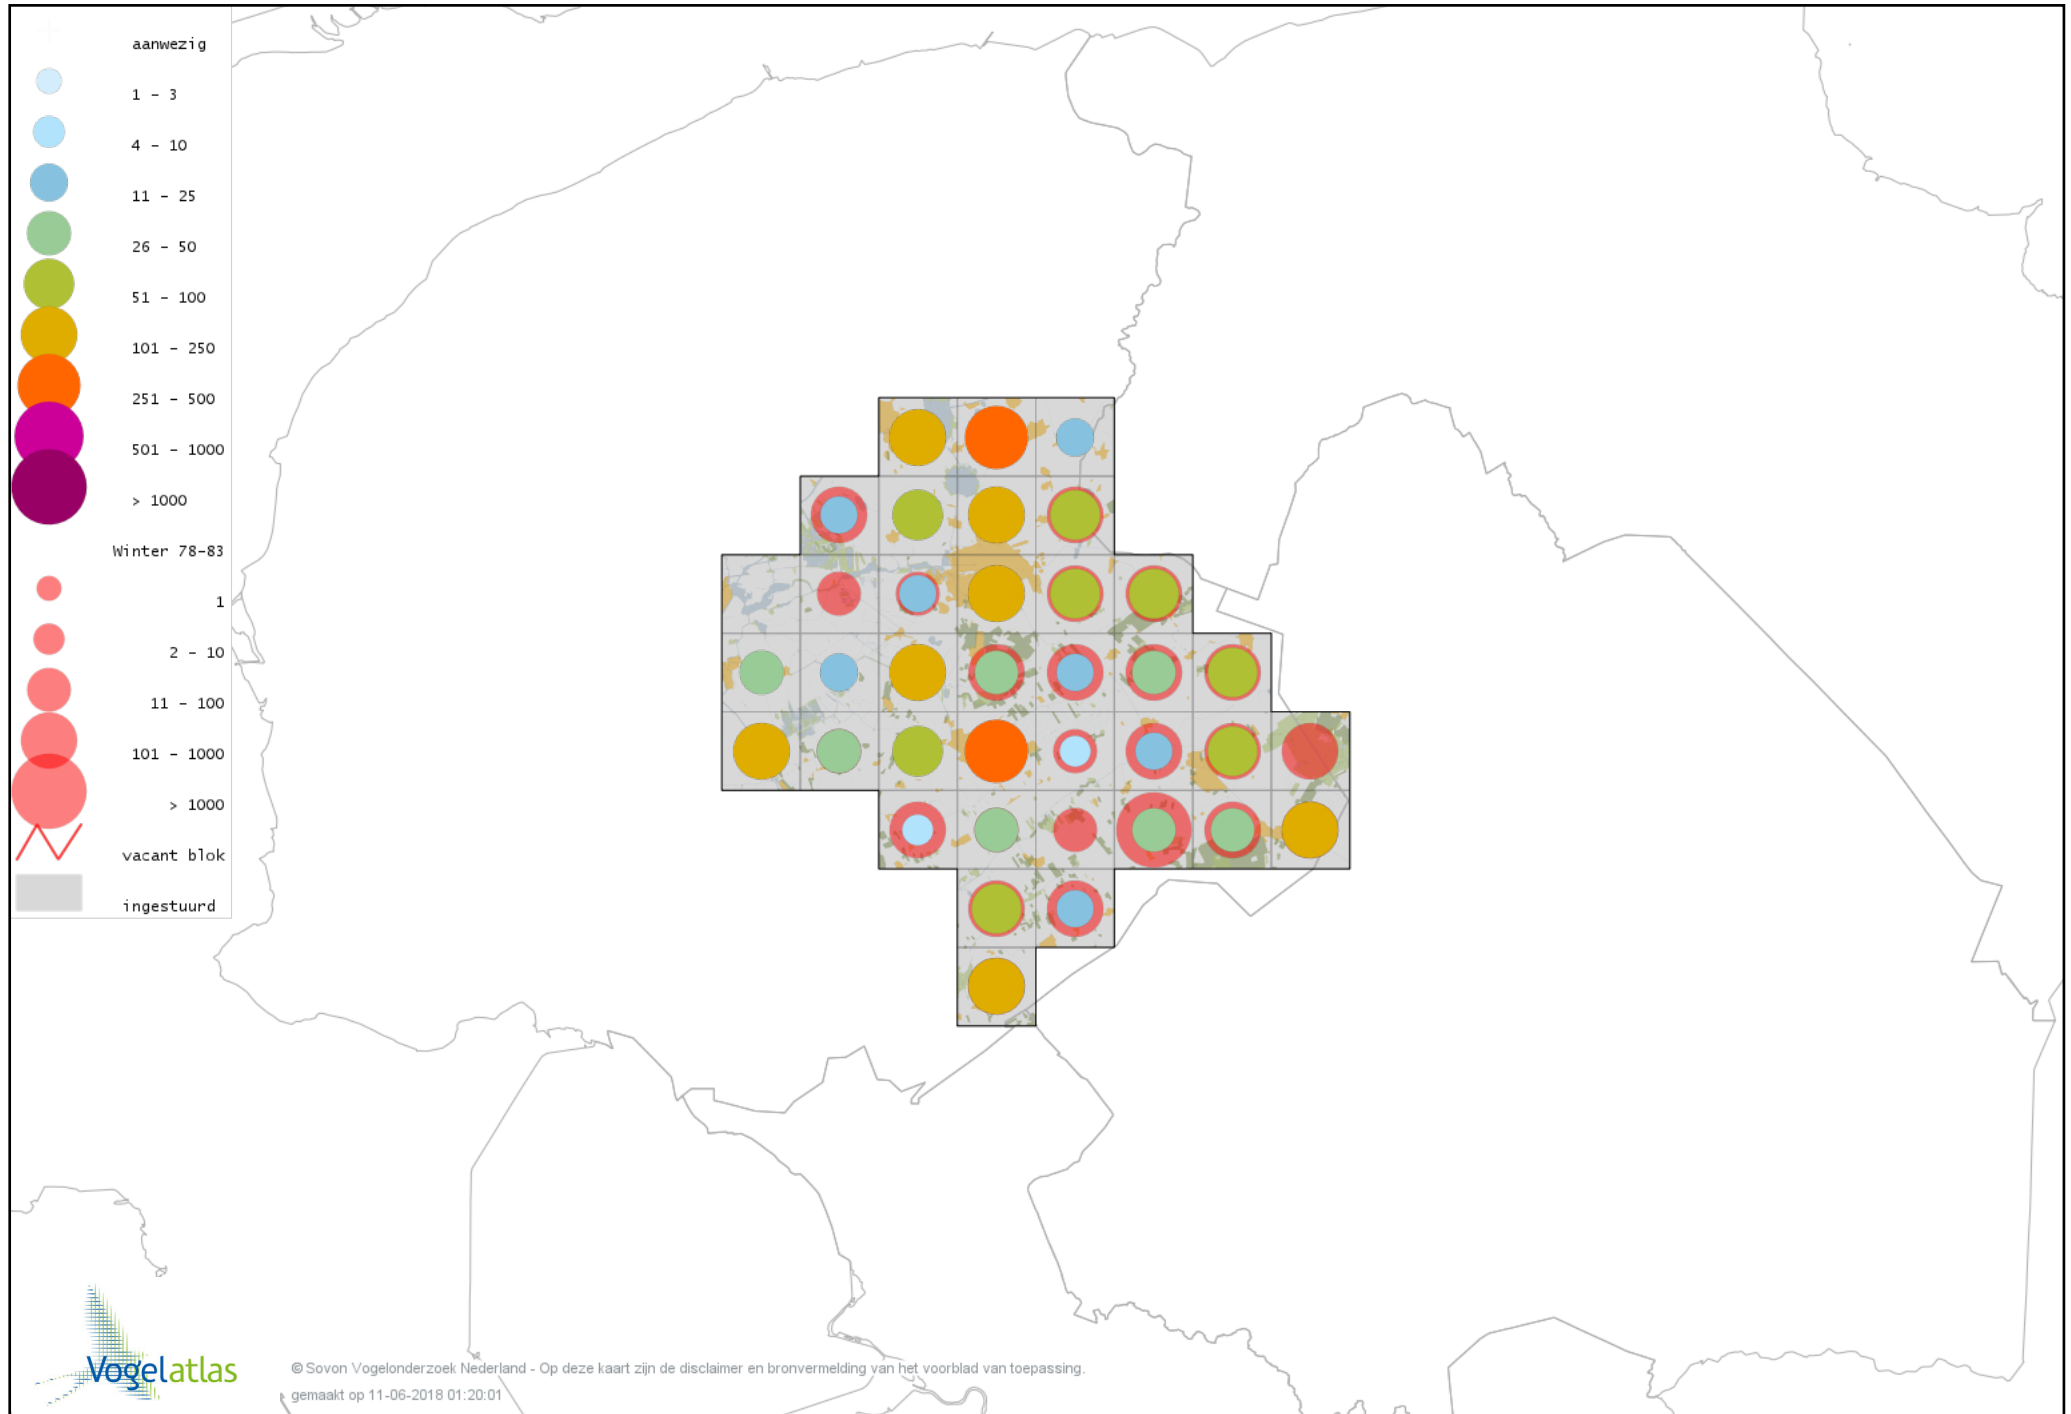 aanwezig
1 - 3
4 - 10
11 - 25
26 - 50
51 - 100
101 - 250
251 - 500
501 - 1000
> 1000
Winter 78-83
1
2 - 10
11 - 100
101 - 1000
> 1000
vacant blok
ingestuurd
Vogelatlas
© Sovon Vogelonderzoek Nederland - Op deze kaart zijn de disclaimer en bronvermelding van het voorblad van toepassing.
gemaakt op 11-06-2018 01:20:01